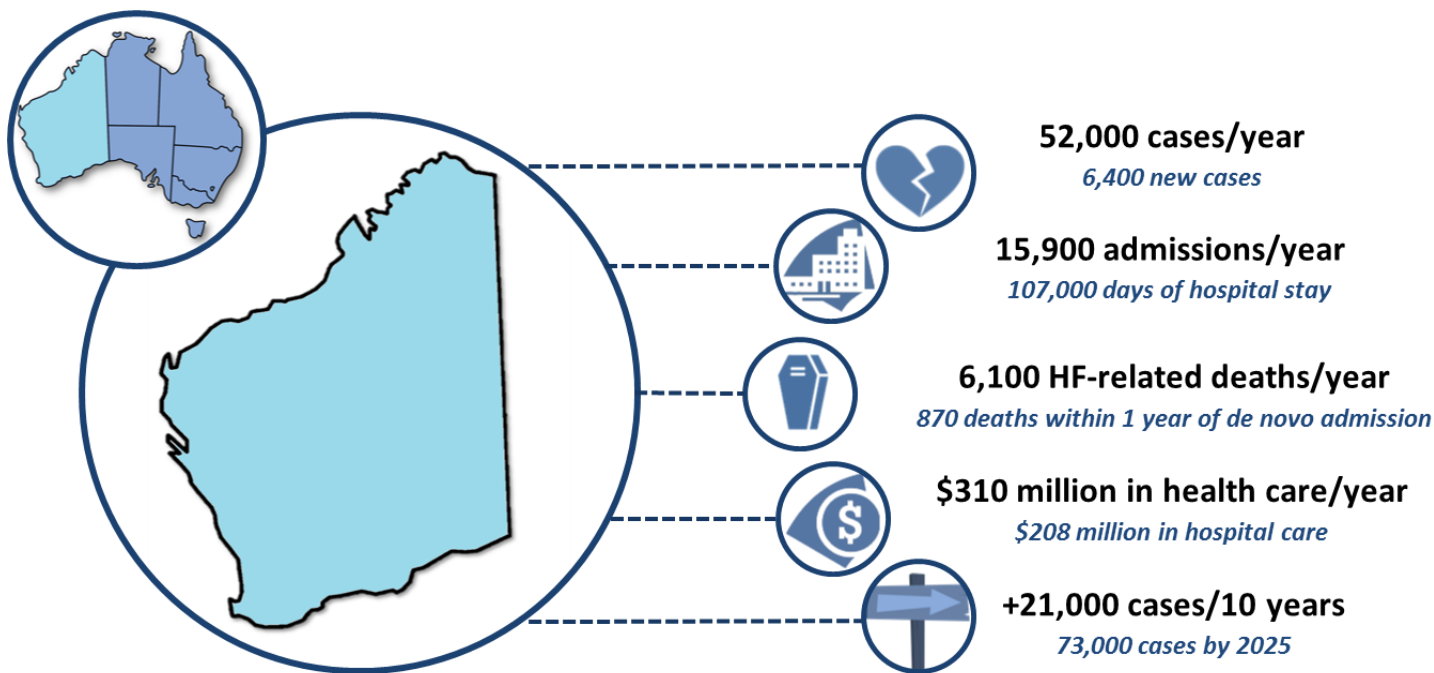 52,000 cases/year
6,400 new cases
15,900 admissions/year
107,000 days of hospital stay
6,100 HF-related deaths/year
870 deaths within 1 year of de novo admission
$310 million in health care/year
$
$208 million in hospital care
+21,000 cases/10 years
73,000 cases by 2025